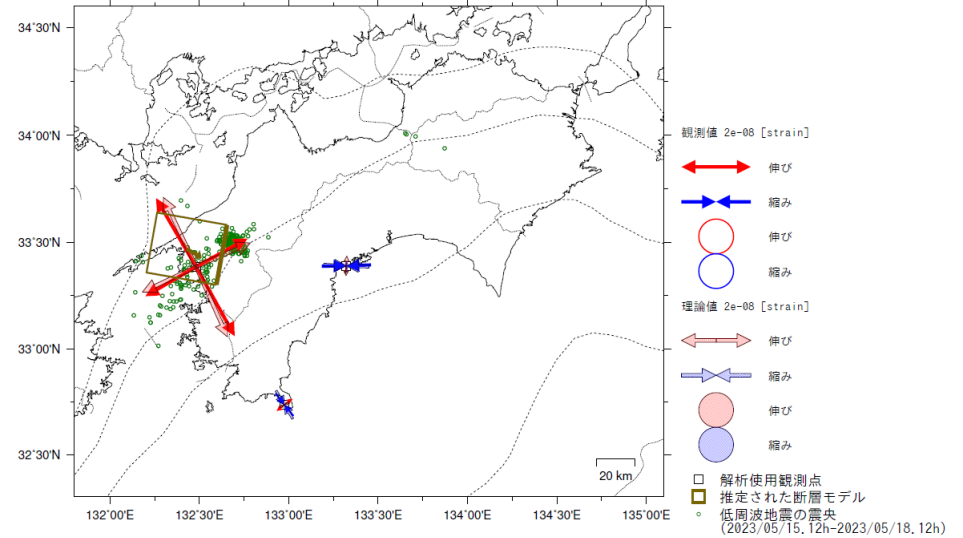 34°30'N
34°00'N
33°30'N
33°00'N
32°30'N
132°00'E 132°30'E 133°00'E 133°30'E 134°00'E 134°30'E 135°00'E
20 km
観測値 2e-08 [strain]
伸び
縮み
伸び
縮み
理論値 2e-08 [strain]
伸び
縮み
伸び
縮み
解析使用観測点
推定された断層モデル
低周波地震の震央
(2023/05/15.12h-2023/05/18.12h)